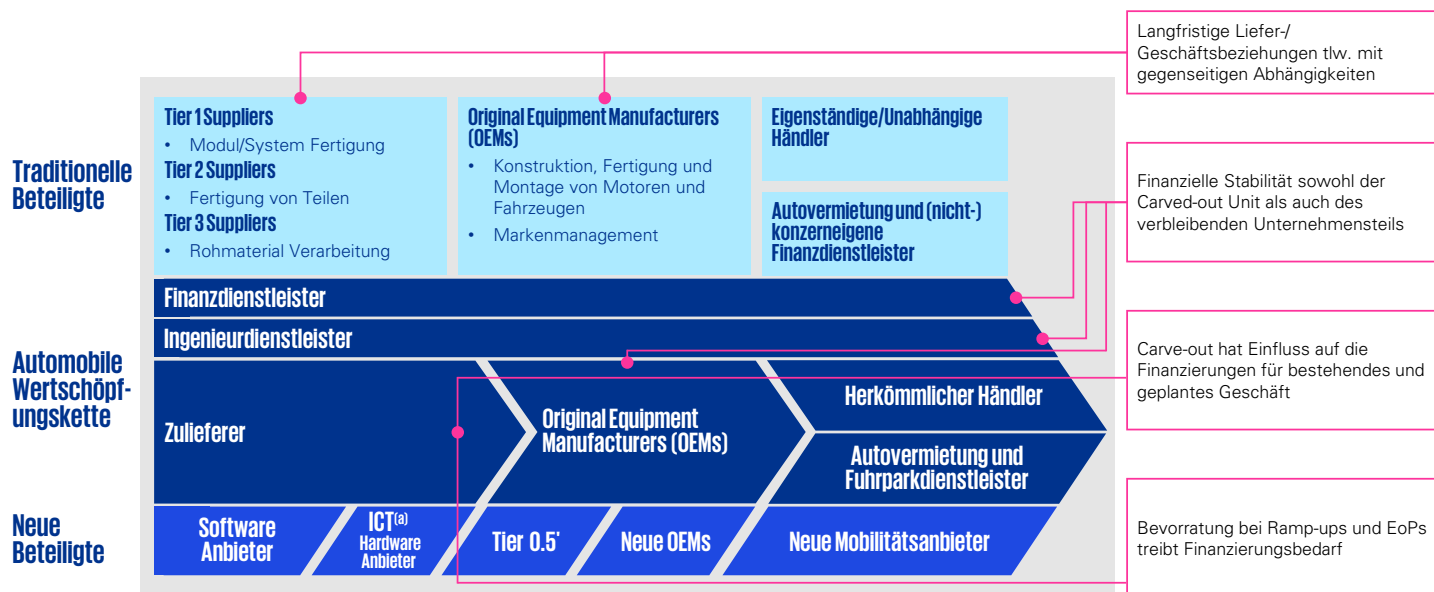 Traditionelle
Beteiligte
Tier 1 Suppliers
• Modul/System Fertigung
Tier 2 Suppliers
• Fertigung von Teilen
Tier 3 Suppliers
• Rohmaterial Verarbeitung
Original Equipment Manufacturers
(OEMs)
• Konstruktion, Fertigung und
Montage von Motoren und
Fahrzeugen
• Markenmanagement
Eigenständige/Unabhängige
Händler
Autovermietung und (nicht-)
konzerneigene
Finanzdienstleister
Automobile
Wertschöpf-
ungskette
Finanzdienstleister
Ingenieurdienstleister
Zulieferer
Original Equipment
Manufacturers (OEMs)
Herkömmlicher Händler
Autovermietung und
Fuhrparkdienstleister
Neue
Beteiligte
Software
Anbieter
ICT(a)
Hardware
Anbieter
Tier 0.5'
Neue OEMs
Neue Mobilitätsanbieter
Langfristige Liefer-/
Geschäftsbeziehungen tlw. mit
gegenseitigen Abhängigkeiten
Finanzielle Stabilität sowohl der
Carved-out Unit als auch des
verbleibenden Unternehmensteils
Carve-out hat Einfluss auf die
Finanzierungen für bestehendes und
geplantes Geschäft
Bevorratung bei Ramp-ups und EoPs
treibt Finanzierungsbedarf